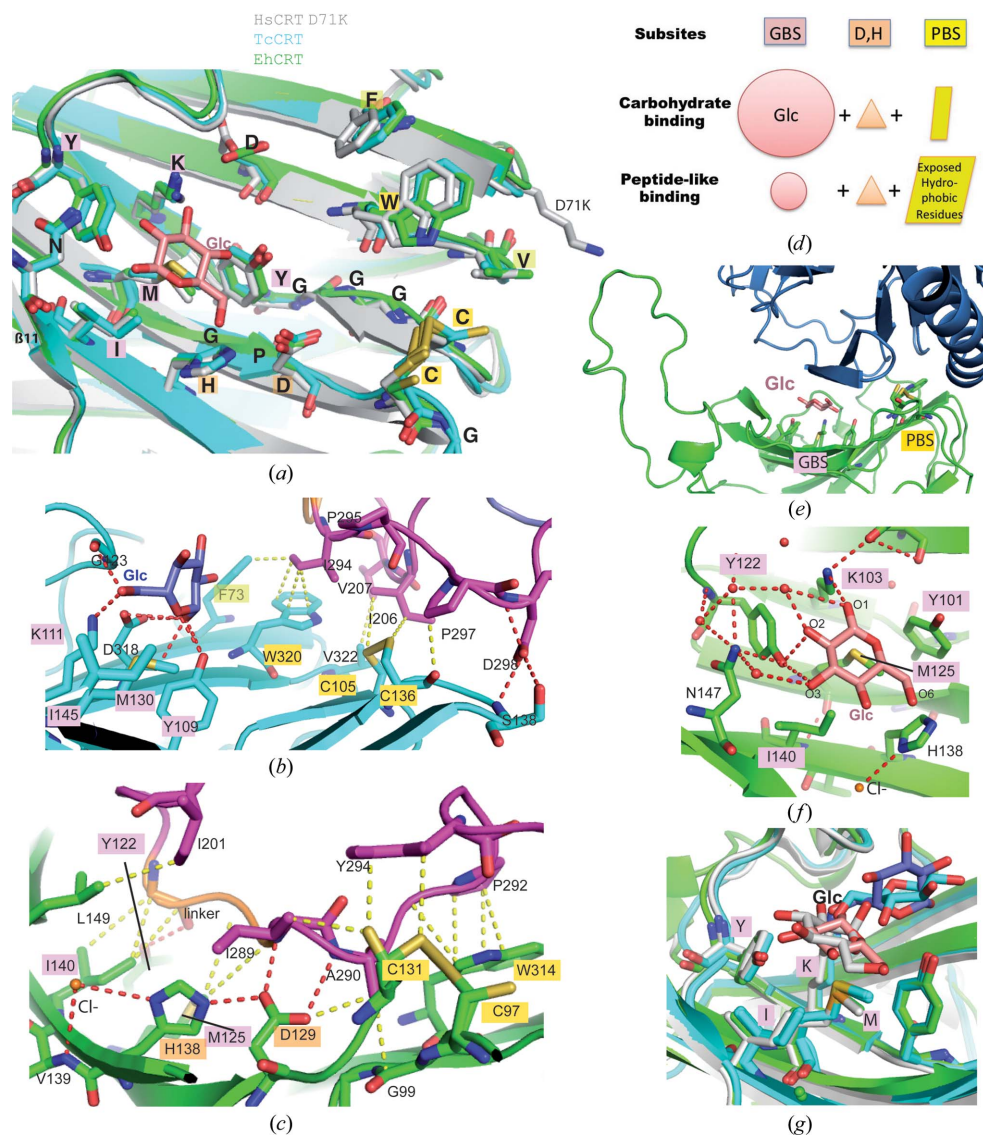 HsCRT D71K
TcCRT
EhCRT
F
Y
D
K
W
D71K
N
Glc
V
M
Y
G
G
G
C
ß11
I
G
P
H
D
C
G
(a)
Subsites GBS D,H PBS
Carbohydrate
binding
Glc + +
Peptide-like
binding
+ +
Exposed
Hydro-
phobic
Residues
(d)
Glc
GBS
PBS
(e)
P295
G133
Glc
I294
F73
V207
K111
I206
P297
D318
W320
V322
D298
M130
C105
C136
I145
Y109
S138
(b)
Y122
K103
O1
Y101
O2
M125
N147
O3
O6
Glc
I140
H138
Cl-
(f)
Y122
I201
Y294
P292
L149
linker
I289
I140
A290
C131
W314
Cl-
M125
D129
C97
H138
V139
G99
(c)
Glc
Y
K
I
M
(g)